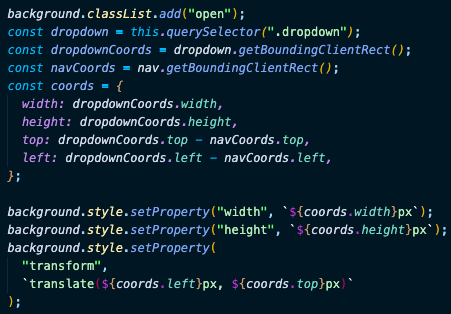 background.classList.add("open");
const dropdown = this.querySelector(".dropdown");
const dropdownCoords = dropdown.getBoundingClientRect();
const navCoords = nav.getBoundingClientRect();
const coords = {
  width: dropdownCoords.width,
  height: dropdownCoords.height,
  top: dropdownCoords.top - navCoords.top,
  left: dropdownCoords.left - navCoords.left,
};

background.style.setProperty("width", `${coords.width}px`);
background.style.setProperty("height", `${coords.height}px`);
background.style.setProperty(
  "transform",
  `translate(${coords.left}px, ${coords.top}px)`
);